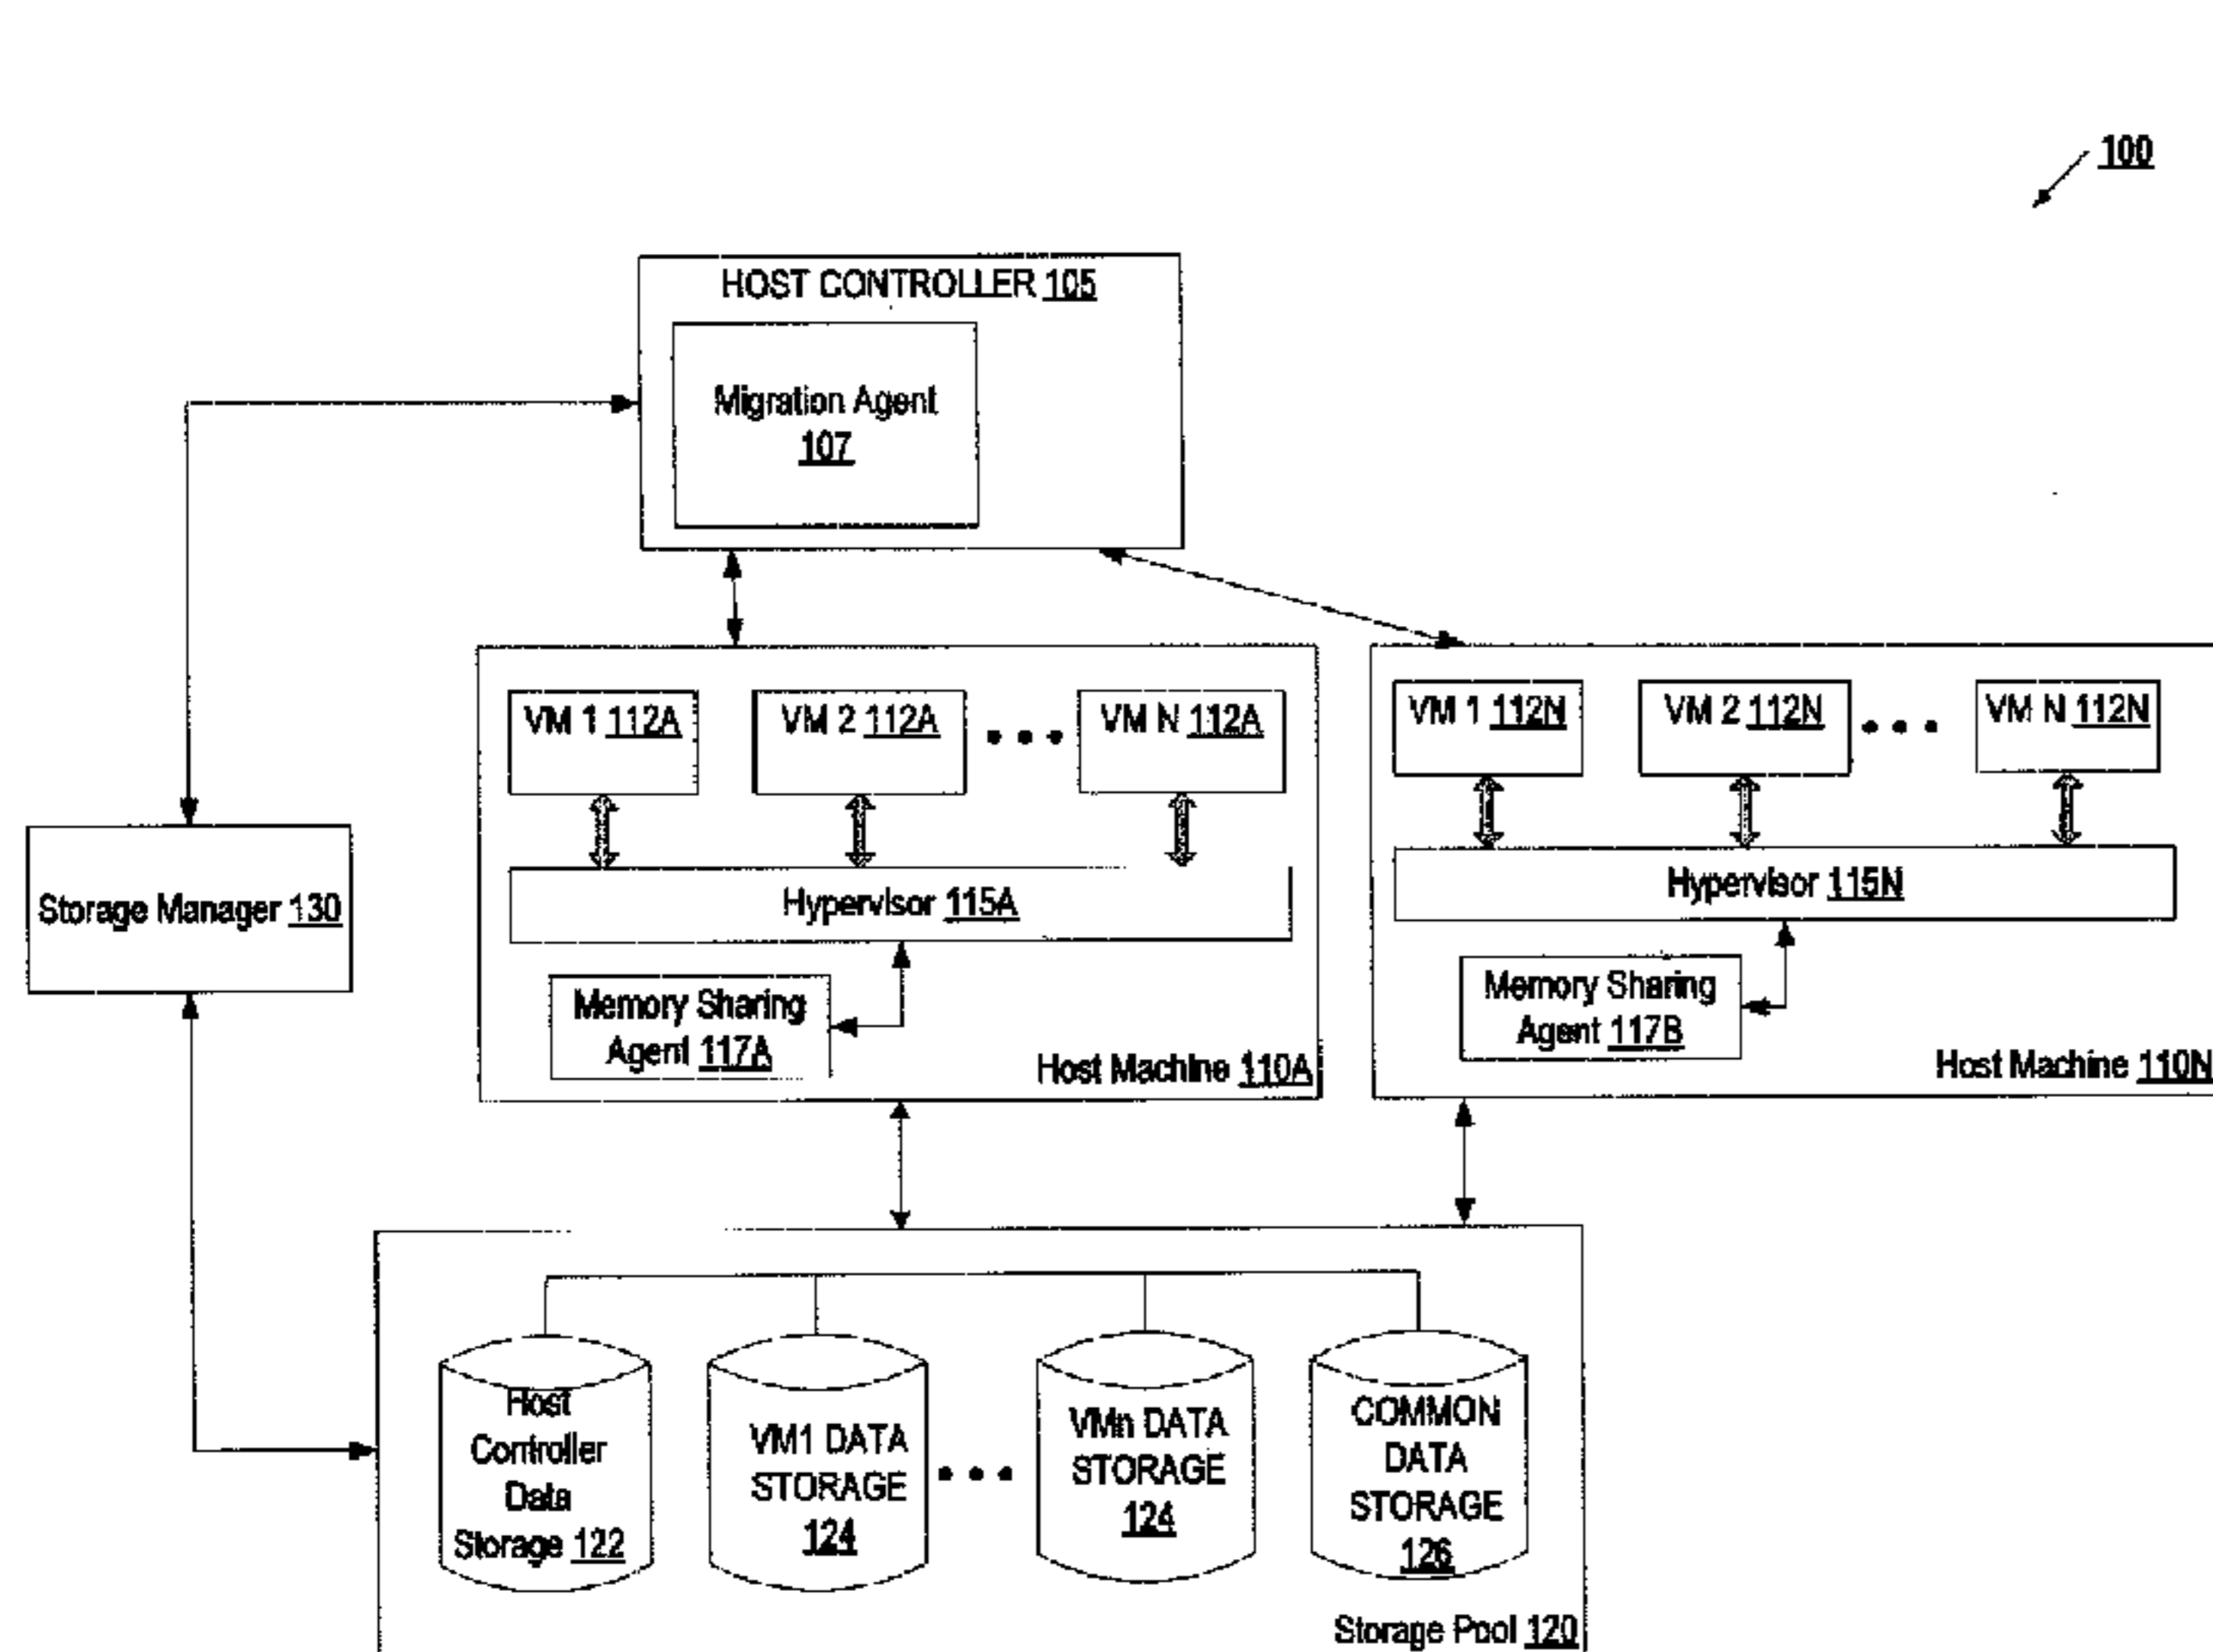 100
HOST CONTROLLER 105
Migration Agent
107
VM 1 112A
VM 2 112A
VM N 112A
VM 1 112N
VM 2 112N
VM N 112N
Storage Manager 130
Hypervisor 115A
Hypervisor 115N
Memory Sharing
Agent 117A
Host Machine 110A
Memory Sharing
Agent 117B
Host Machine 110N
Host
Controller
Data
Storage 122
VM1 DATA
STORAGE
124
VMn DATA
STORAGE
124
COMMON
DATA
STORAGE
126
Storage Pool 120